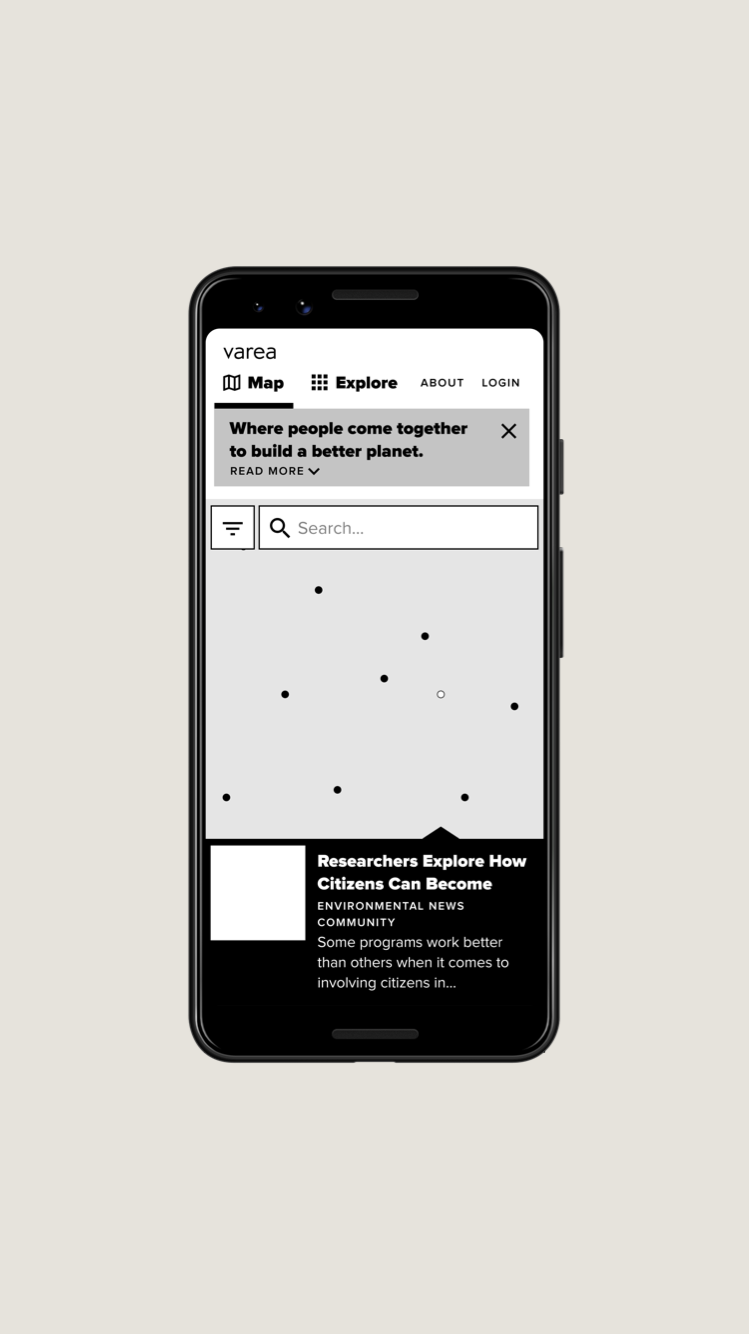 varea
Map Explore ABOUT LOGIN
Where people come together
to build a better planet.
READ MORE
Search...
Researchers Explore How
Citizens Can Become
ENVIRONMENTAL NEWS
COMMUNITY
Some programs work better
than others when it comes to
involving citizens in...